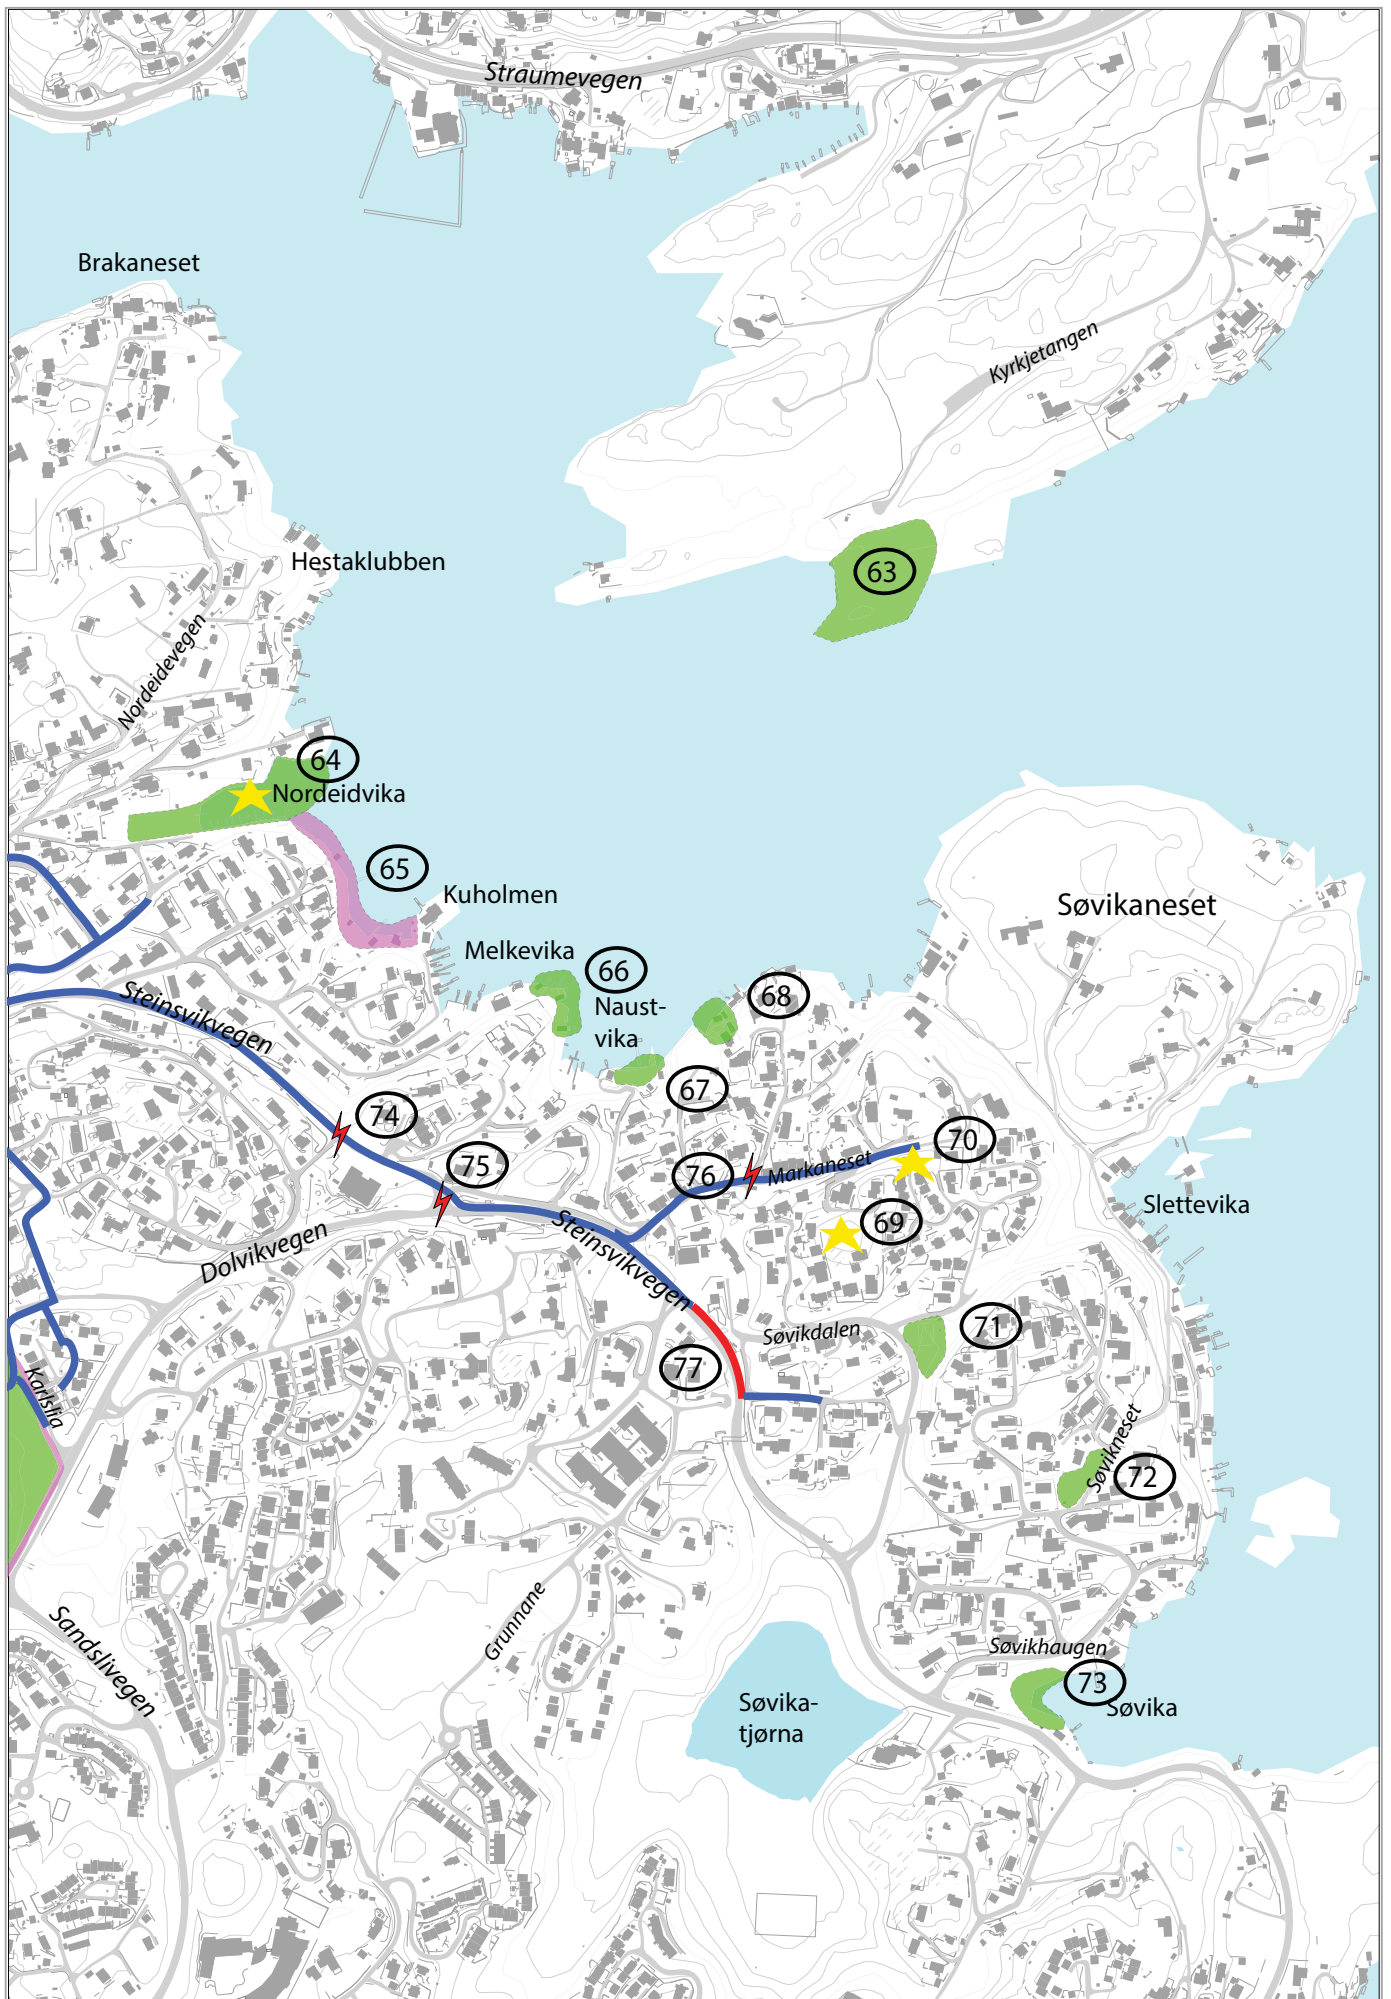 Straumevegen
Brakaneset
Kyrkjetangen
Hestaklubben
63
Nordeidevegen
64
Nordeidvika
65
Kuholmen
Søvikaneset
Melkevika
66
Naust-
vika
68
Steinsvikvegen
67
74
70
75
76
Markaneset
Slettevika
69
Dolvikvegen
Steinsvikvegen
71
Søvikdalen
77
Karlslia
Søvikneset
72
Grunnane
Sandslivegen
Søvikhaugen
73
Søvika
Søvika-
tjørna